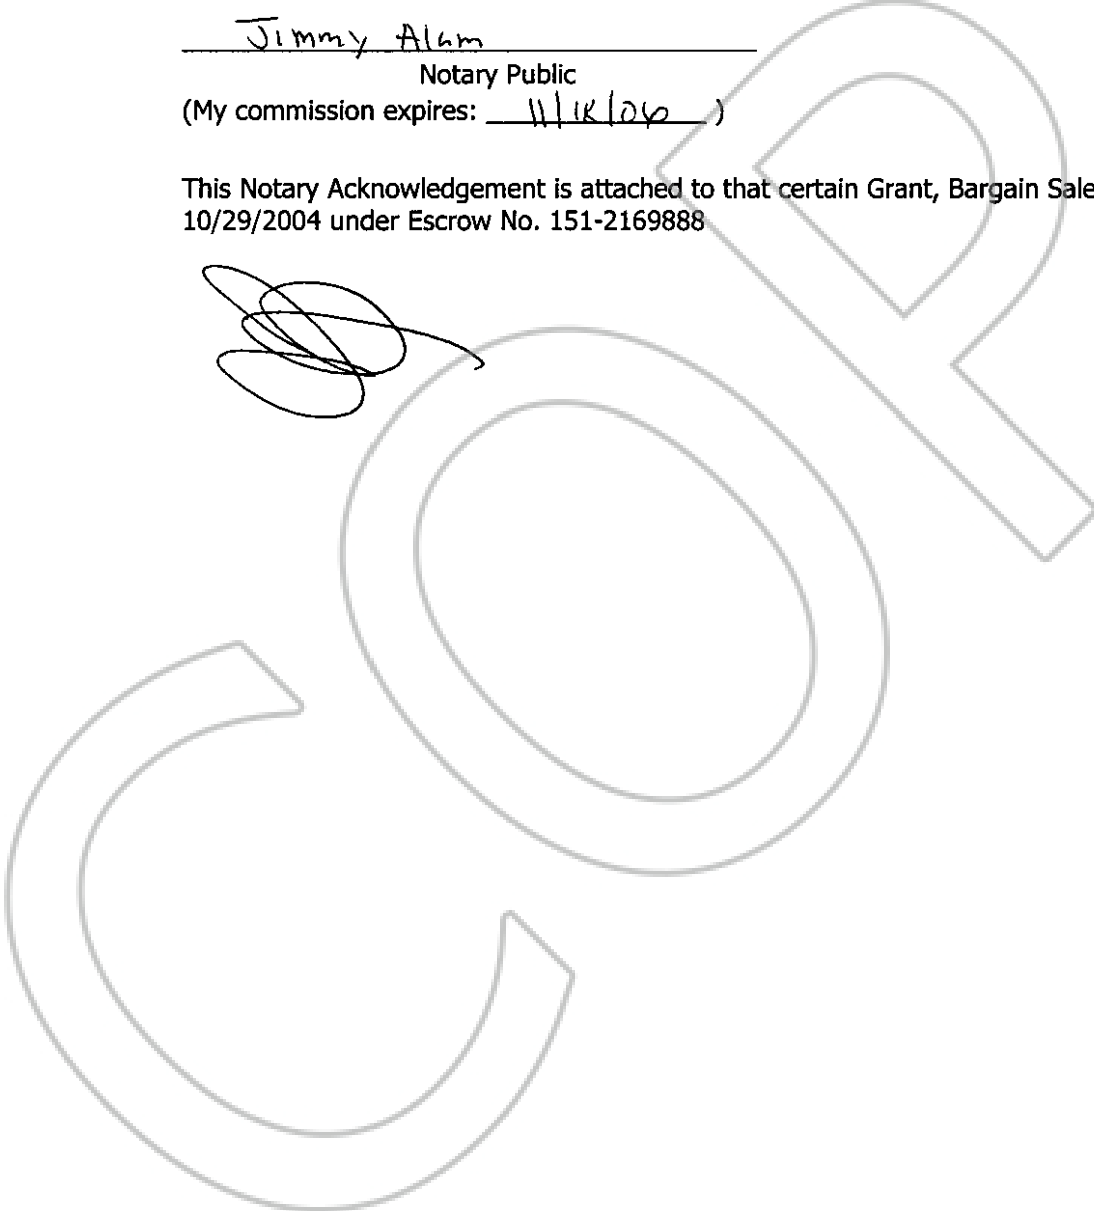 Jimmy Alam
Notary Public
(My commission expires: 11/18/06 )
This Notary Acknowledgement is attached to that certain Grant, Bargain Sale
10/29/2004 under Escrow No. 151-2169888
COP